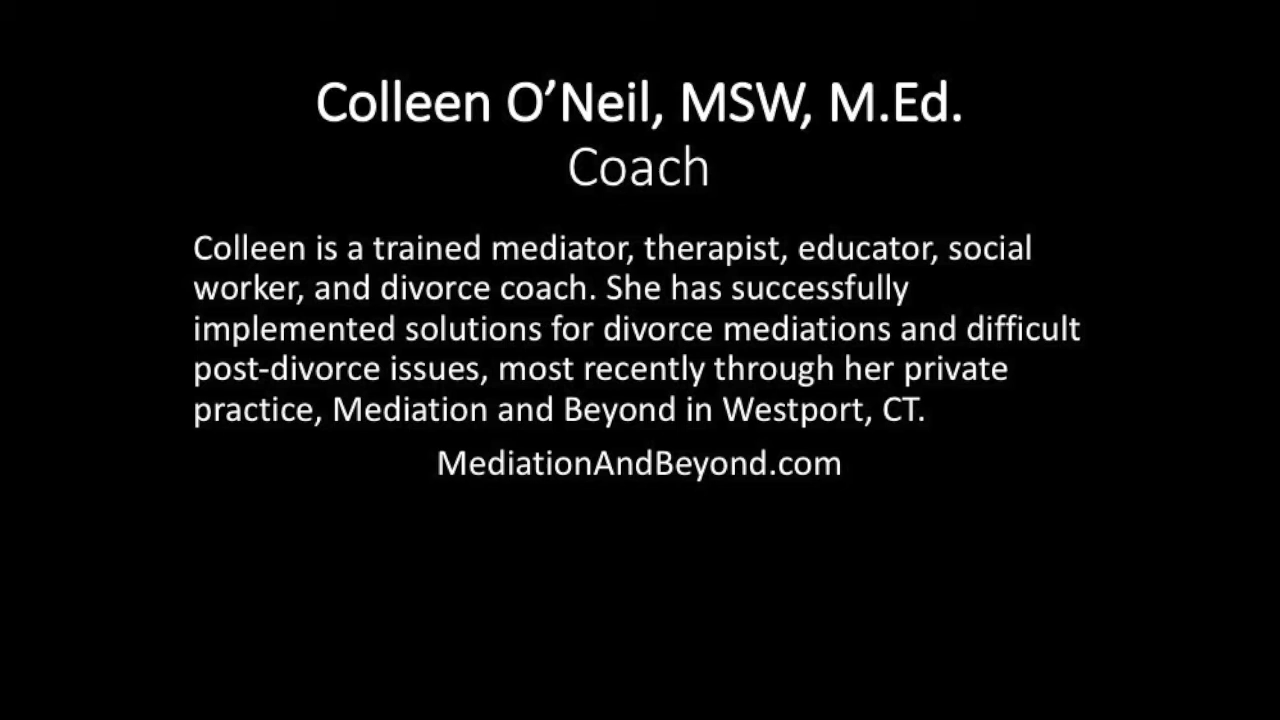 Colleen O’Neil, MSW, M.Ed.
Coach
Colleen is a trained mediator, therapist, educator, social
worker, and divorce coach. She has successfully
implemented solutions for divorce mediations and difficult
post-divorce issues, most recently through her private
practice, Mediation and Beyond in Westport, CT.
MediationAndBeyond.com